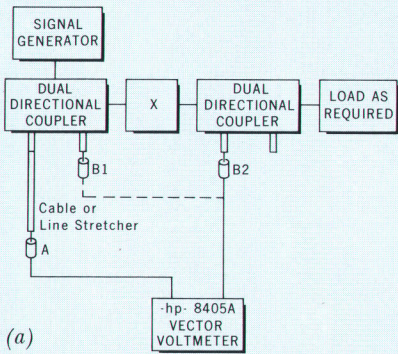 SIGNAL
GENERATOR
DUAL
DIRECTIONAL
COUPLER
X
DUAL
DIRECTIONAL
COUPLER
LOAD AS
REQUIRED
B1
B2
Cable or
Line Stretcher
A
-hp- 8405A
VECTOR
VOLTMETER
(a)